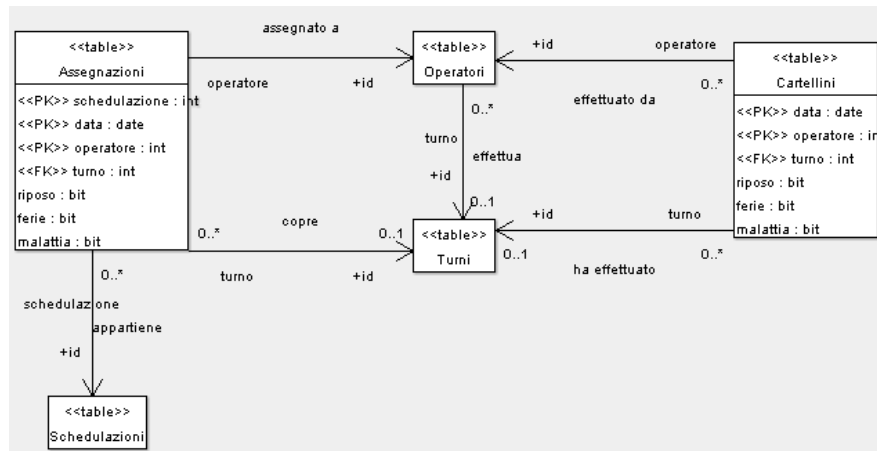 <<table>>
Assegnazioni
<<PK>> schedulazione : int
<<PK>> data : date
<<PK>> operatore : int
<<FK>> turno : int
riposo : bit
ferie : bit
malattia : bit
assegnato a
operatore
+id
<<table>>
Operatori
+id
operatore
0..*
effettuato da
<<table>>
Cartellini
<<PK>> data : date
<<PK>> operatore : in
<<FK>> turno : int
riposo : bit
ferie : bit
malattia : bit
0..*
turno
effettua
+id
0..1
copre
0..*
0..1
turno
+id
<<table>>
Turni
+id
turno
0..1
0..*
ha effettuato
0..*
schedulazione
appartiene
+id
<<table>>
Schedulazioni